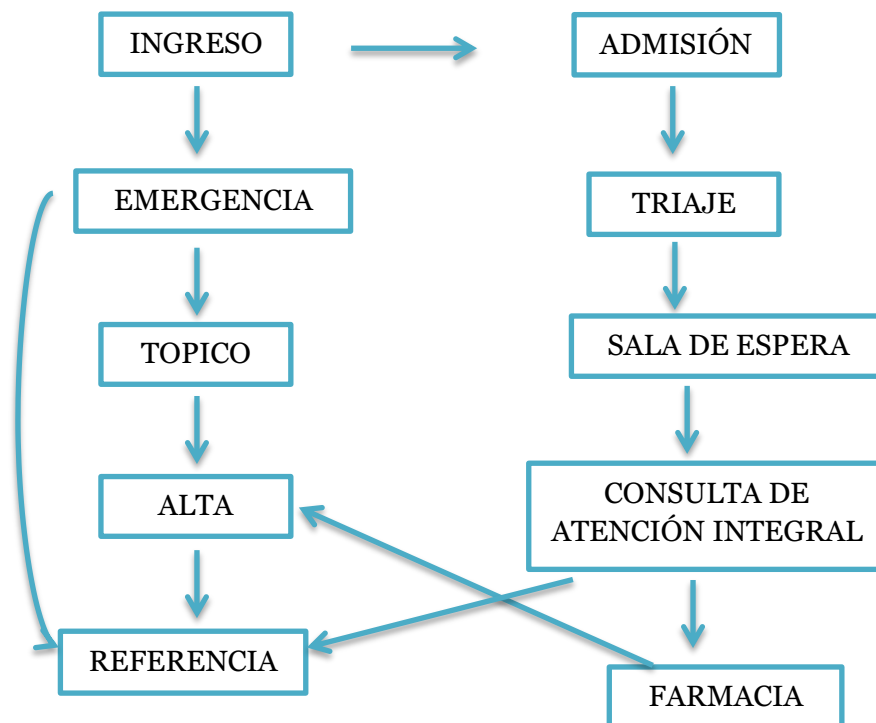 INGRESO
ADMISIÓN
EMERGENCIA
TRIAJE
TOPICO
SALA DE ESPERA
ALTA
CONSULTA DE
ATENCIÓN INTEGRAL
REFERENCIA
FARMACIA